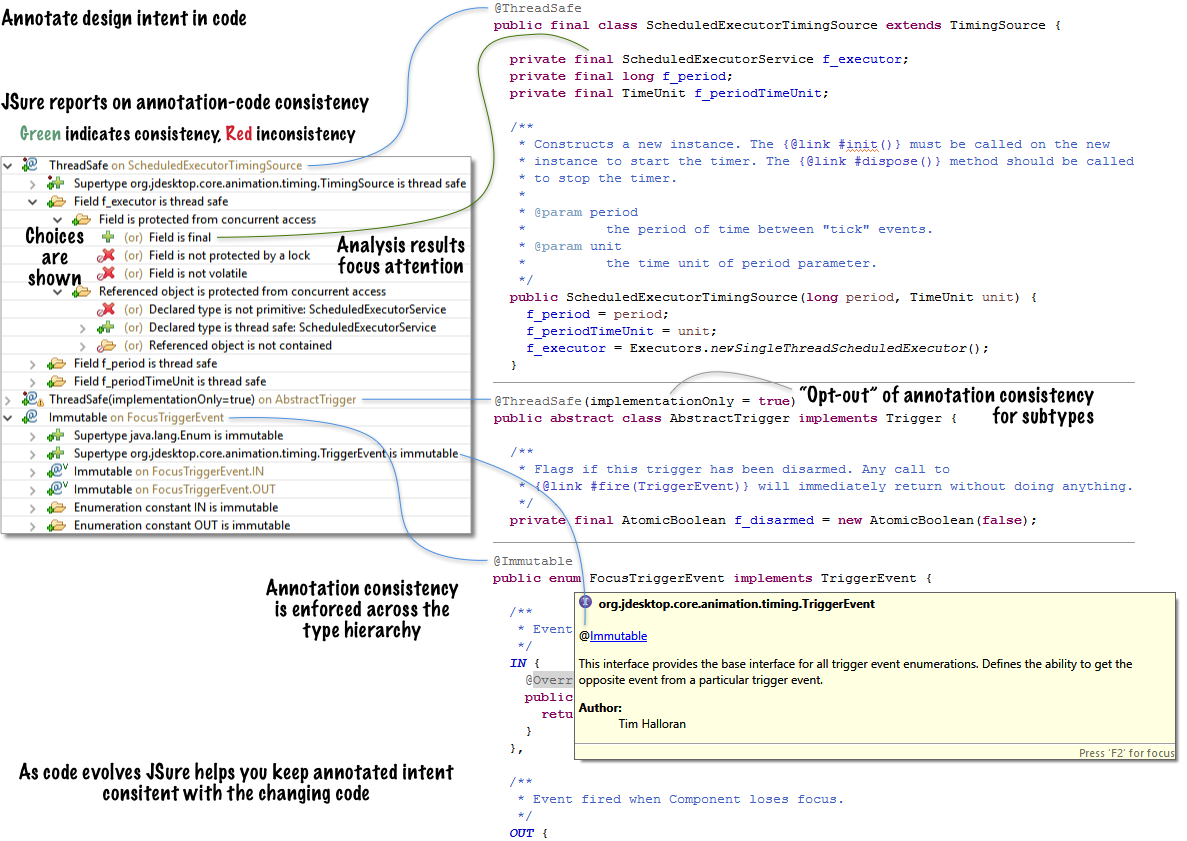 Annotate design intent in code
JSure reports on annotation-code consistency
Green indicates consistency, Red inconsistency
ThreadSafe on ScheduledExecutorTimingSource
Supertype org.jdesktop.core.animation.timing.TimingSource is thread safe
Field f_executor is thread safe
Field is protected from concurrent access
(or) Field is final
(or) Field is not protected by a lock
(or) Field is not volatile
Referenced object is protected from concurrent access
(or) Declared type is not primitive: ScheduledExecutorService
(or) Declared type is thread safe: ScheduledExecutorService
(or) Referenced object is not contained
Field f_period is thread safe
Field f_periodTimeUnit is thread safe
ThreadSafe(implementationOnly=true) on AbstractTrigger
Immutable on FocusTriggerEvent
Supertype java.lang.Enum is immutable
Supertype org.jdesktop.core.animation.timing.TriggerEvent is immutable
Immutable on FocusTriggerEvent.IN
Immutable on FocusTriggerEvent.OUT
Enumeration constant IN is immutable
Enumeration constant OUT is immutable
Choices
are
shown
Analysis results
focus attention
Annotation consistency
is enforced across the
type hierarchy
As code evolves JSure helps you keep annotated intent
consitent with the changing code
@ThreadSafe
public final class ScheduledExecutorTimingSource extends TimingSource {
private final ScheduledExecutorService f_executor;
private final long f_period;
private final TimeUnit f_periodTimeUnit;
/**
* Constructs a new instance. The {@link #init()} must be called on the new
* instance to start the timer. The {@link #dispose()} method should be called
* to stop the timer.
*
* @param period
* the period of time between "tick" events.
* @param unit
* the time unit of period parameter.
*/
public ScheduledExecutorTimingSource(long period, TimeUnit unit) {
f_period = period;
f_periodTimeUnit = unit;
f_executor = Executors.newSingleThreadScheduledExecutor();
}
@ThreadSafe(implementationOnly = true)
“Opt-out” of annotation consistency
for subtypes
public abstract class AbstractTrigger implements Trigger {
/**
* Flags if this trigger has been disarmed. Any call to
* {@link #fire(TriggerEvent)} will immediately return without doing anything.
*/
private final AtomicBoolean f_disarmed = new AtomicBoolean(false);
@Immutable
public enum FocusTriggerEvent implements TriggerEvent {
/**
* Event
*/
IN {
@Overr
public
retu
}
},
/**
* Event fired when Component loses focus.
*/
OUT {
org.jdesktop.core.animation.timing.TriggerEvent
@Immutable
This interface provides the base interface for all trigger event enumerations. Defines the ability to get the
opposite event from a particular trigger event.
Author:
Tim Halloran
Press 'F2' for focus